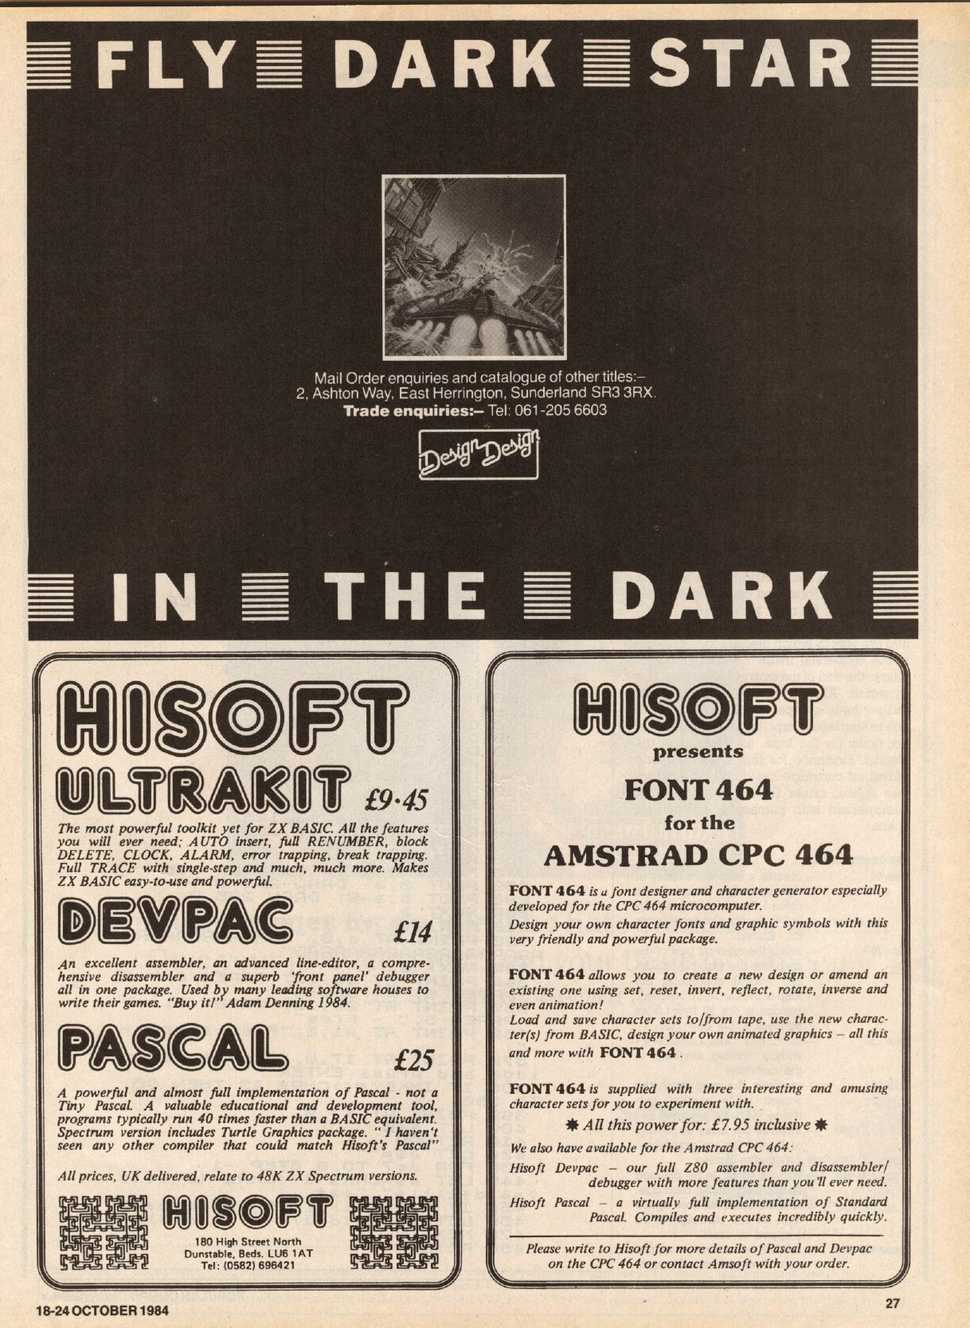 FLY DARK STAR
Mail Order enquiries and catalogue of other titles:–
2, Ashton Way, East Herrington, Sunderland SR3 3RX.
Trade enquiries:– Tel: 061-205 6603
Design Design
IN THE DARK
HISOFT
ULTRAKIT £9·45
The most powerful toolkit yet for ZX BASIC. All the features
you will ever need; AUTO insert, full RENUMBER, block
DELETE, CLOCK, ALARM, error trapping, break trapping.
Full TRACE with single-step and much, much more. Makes
ZX BASIC easy-to-use and powerful.
DEVPAC £14
An excellent assembler, an advanced line-editor, a compre-
hensive disassembler and a superb 'front panel' debugger
all in one package. Used by many leading software houses to
write their games. "Buy it!" Adam Denning 1984.
PASCAL £25
A powerful and almost full implementation of Pascal - not a
Tiny Pascal. A valuable educational and development tool,
programs typically run 40 times faster than a BASIC equivalent.
Spectrum version includes Turtle Graphics package. " I haven't
seen any other compiler that could match Hisoft's Pascal"
All prices, UK delivered, relate to 48K ZX Spectrum versions.
HISOFT
180 High Street North
Dunstable, Beds. LU6 1AT
Tel: (0582) 696421
HISOFT
presents
FONT 464
for the
AMSTRAD CPC 464
FONT 464 is a font designer and character generator especially
developed for the CPC 464 microcomputer.
Design your own character fonts and graphic symbols with this
very friendly and powerful package.
FONT 464 allows you to create a new design or amend an
existing one using set, reset, invert, reflect, rotate, inverse and
even animation!
Load and save character sets to/from tape, use the new charac-
ter(s) from BASIC, design your own animated graphics – all this
and more with FONT 464 .
FONT 464 is supplied with three interesting and amusing
character sets for you to experiment with.
✸ All this power for: £7.95 inclusive ✸
We also have available for the Amstrad CPC 464:
Hisoft Devpac – our full Z80 assembler and disassembler/
debugger with more features than you'll ever need.
Hisoft Pascal – a virtually full implementation of Standard
Pascal. Compiles and executes incredibly quickly.
Please write to Hisoft for more details of Pascal and Devpac
on the CPC 464 or contact Amsoft with your order.
18-24 OCTOBER 1984
27